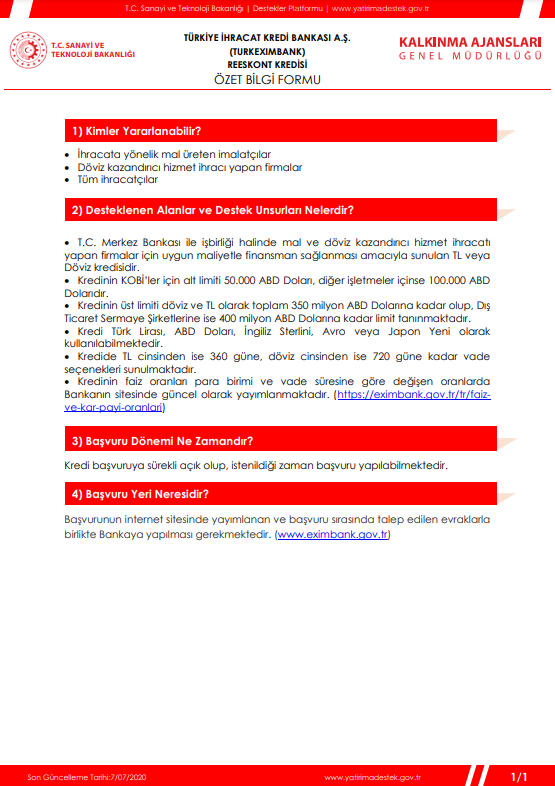 T.C. Sanayi ve Teknoloji Bakanlığı | Destekler Platformu | www.yatirimadestek.gov.tr
T.C. SANAYİ VE
TEKNOLOJİ BAKANLIĞI
TÜRKİYE İHRACAT KREDİ BANKASI A.Ş.
(TURKEXIMBANK)
REESKONT KREDİSİ
ÖZET BİLGİ FORMU
KALKINMA AJANSLARI
GENEL MÜDÜRLÜĞÜ
1) Kimler Yararlanabilir?
• İhracata yönelik mal üreten imalatçılar
• Döviz kazandırıcı hizmet ihracı yapan firmalar
• Tüm ihracatçılar
2) Desteklenen Alanlar ve Destek Unsurları Nelerdir?
• T.C. Merkez Bankası ile işbirliği halinde mal ve döviz kazandırıcı hizmet ihracatı
yapan firmalar için uygun maliyetle finansman sağlanması amacıyla sunulan TL veya
Döviz kredisidir.
• Kredinin KOBİ'ler için alt limiti 50.000 ABD Doları, diğer işletmeler içinse 100.000 ABD
Dolarıdır.
• Kredinin üst limiti döviz ve TL olarak toplam 350 milyon ABD Dolarına kadar olup, Dış
Ticaret Sermaye Şirketlerine ise 400 milyon ABD Dolarına kadar limit tanınmaktadır.
• Kredi Türk Lirası, ABD Doları, İngiliz Sterlini, Avro veya Japon Yeni olarak
kullanılabilmektedir.
• Kredide TL cinsinden ise 360 güne, döviz cinsinden ise 720 güne kadar vade
seçenekleri sunulmaktadır.
• Kredinin faiz oranları para birimi ve vade süresine göre değişen oranlarda
Bankanın sitesinde güncel olarak yayımlanmaktadır. (https://eximbank.gov.tr/tr/faiz-
ve-kar-payi-oranlari)
3) Başvuru Dönemi Ne Zamandır?
Kredi başvuruya sürekli açık olup, istenildiği zaman başvuru yapılabilmektedir.
4) Başvuru Yeri Neresidir?
Başvurunun internet sitesinde yayımlanan ve başvuru sırasında talep edilen evraklarla
birlikte Bankaya yapılması gerekmektedir. (www.eximbank.gov.tr)
Son Güncelleme Tarihi:7/07/2020
www.yatirimadestek.gov.tr
1/1